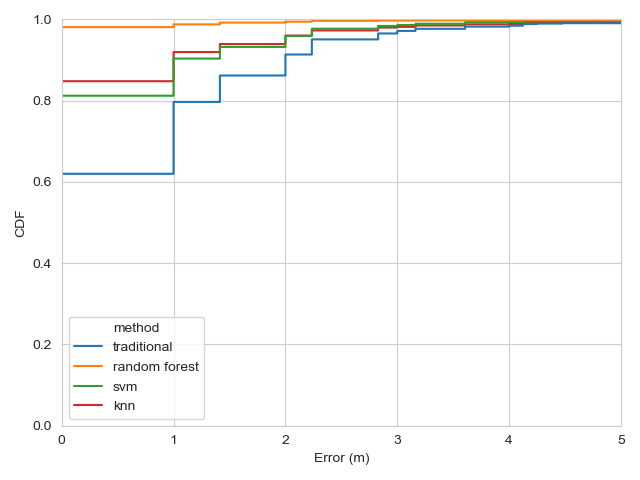 1.0
0.8
0.6
0.4
0.2
0.0
CDF
method
traditional
random forest
svm
knn
0 1 2 3 4 5
Error (m)